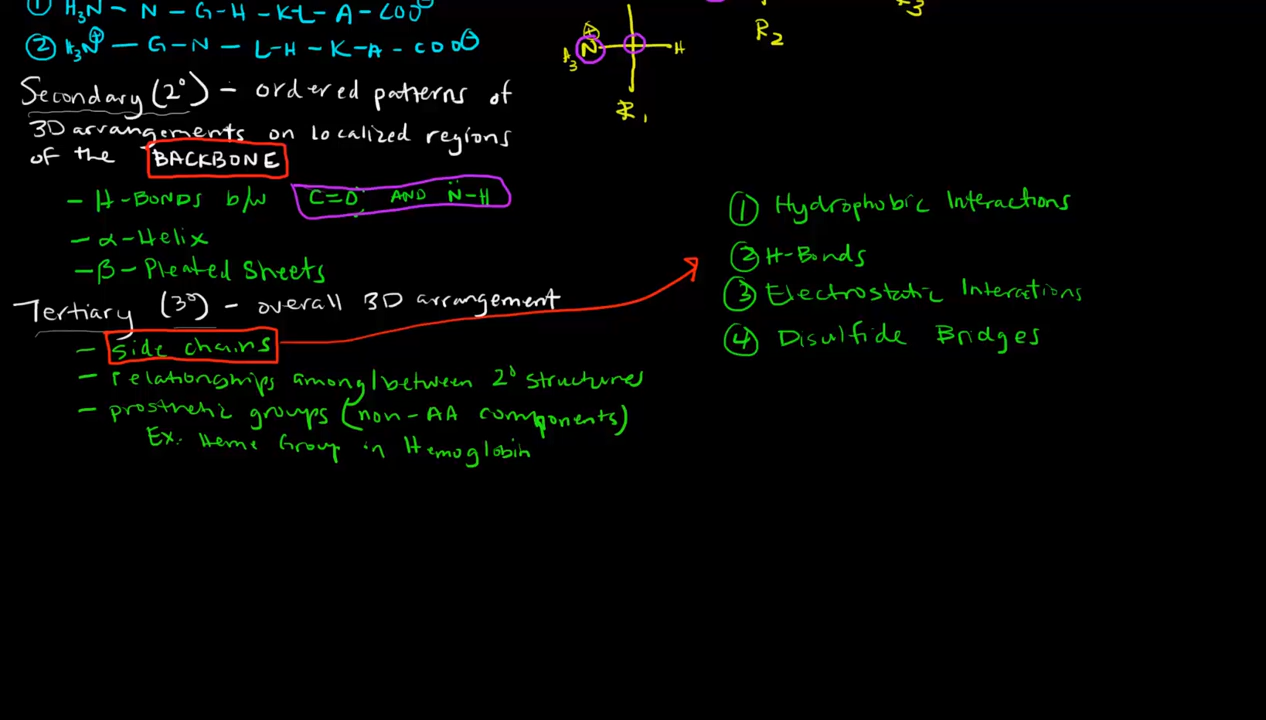 ① H₃N – N – G – H – K – L – A – COO⊖
② H₃N⊕ – G – N – L – H – K – A – COO⊖
Secondary (2°) – ordered patterns of
3D arrangements on localized regions
of the BACKBONE
– H-BONDS b/w C=O AND N–H
– α-Helix
– β-Pleated Sheets
Tertiary (3°) – overall 3D arrangement
– side chains
– relationships among/between 2° structures
– prosthetic groups (non-AA components)
Ex: Heme Group in Hemoglobin
⊕
H₃N H
R₁
R₂
① Hydrophobic Interactions
② H-Bonds
③ Electrostatic Interations
④ Disulfide Bridges